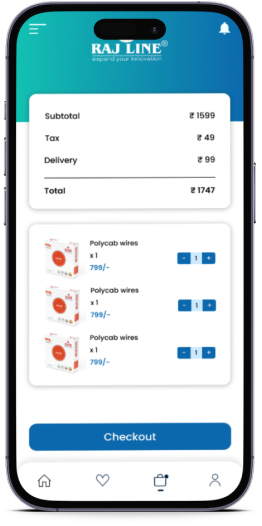 RAJ LINE®
expand your innovation
Subtotal ₹ 1599
Tax ₹ 49
Delivery ₹ 99
Total ₹ 1747
Polycab wires
x 1
799/-
- 1 +
Polycab wires
x 1
799/-
- 1 +
Polycab wires
x 1
799/-
- 1 +
Checkout